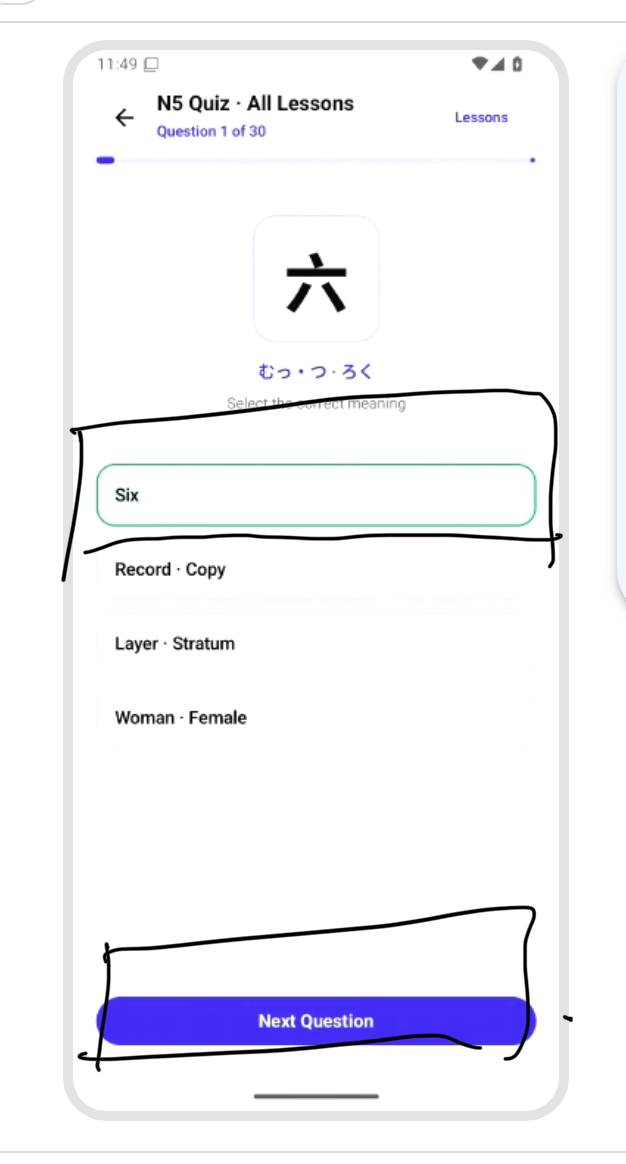 11:49
N5 Quiz · All Lessons
Question 1 of 30
Lessons
六
むっ・つ · ろく
Select the correct meaning
Six
Record · Copy
Layer · Stratum
Woman · Female
Next Question